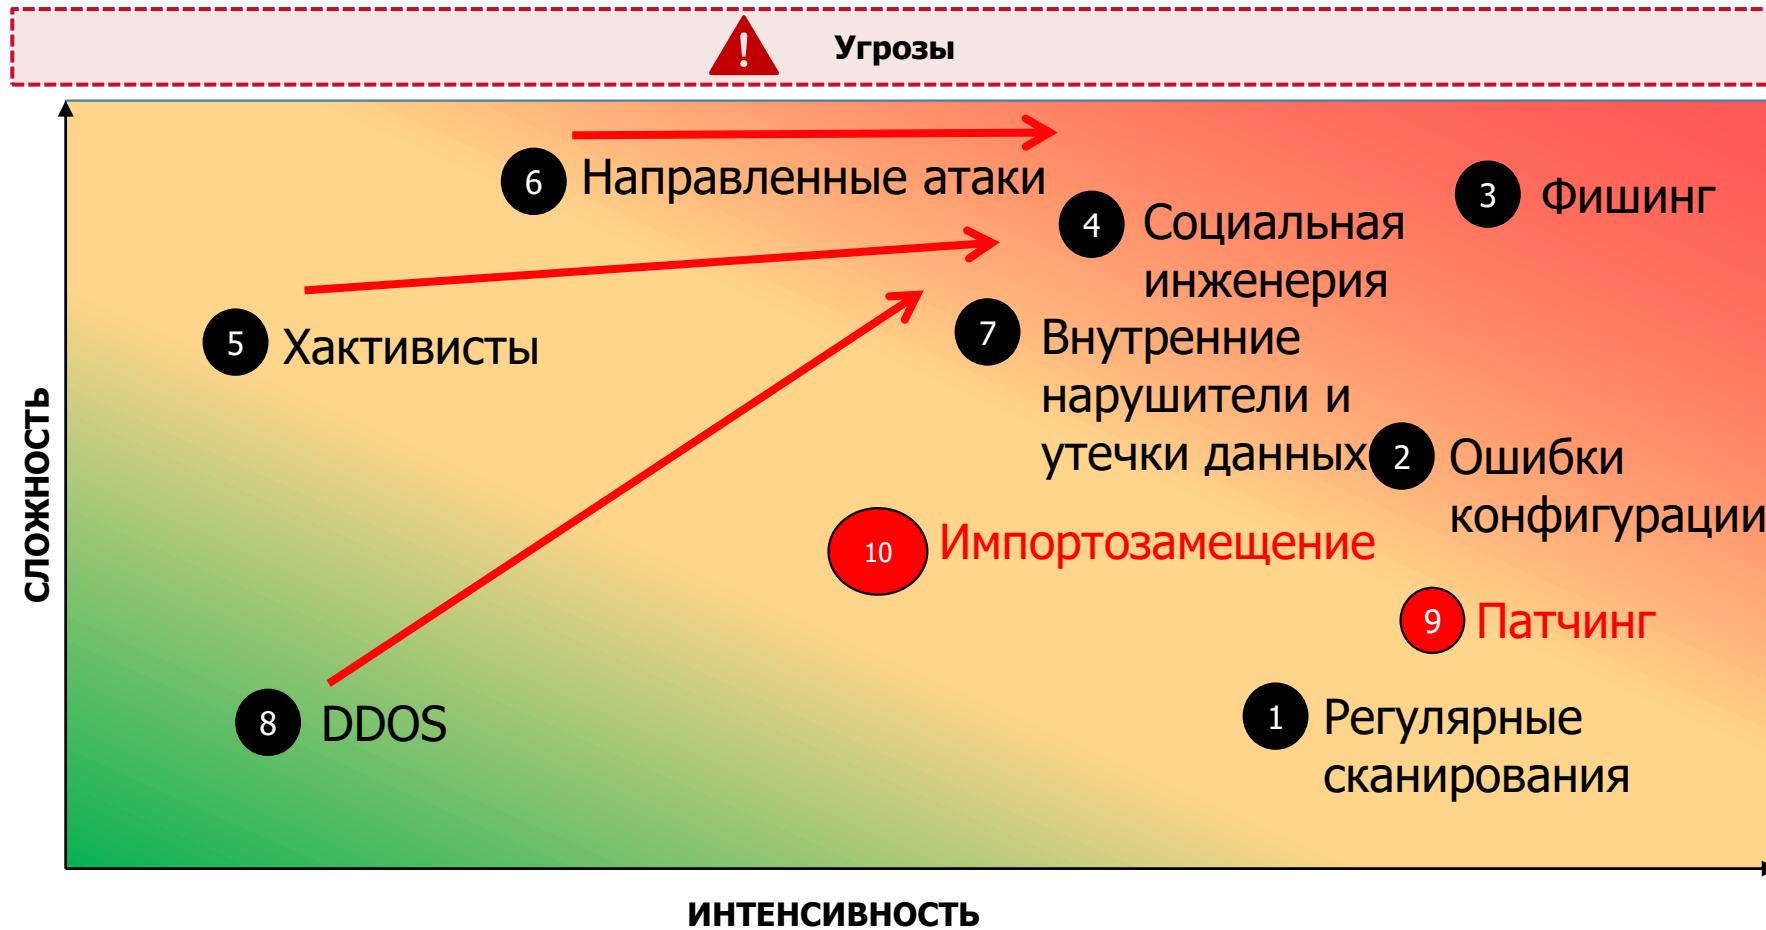 Угрозы
6 Направленные атаки
3 Фишинг
4 Социальная
инженерия
5 Хактивисты
7 Внутренние
нарушители и
утечки данных
2 Ошибки
конфигурации
10 Импортозамещение
9 Патчинг
8 DDOS
1 Регулярные
сканирования
СЛОЖНОСТЬ
ИНТЕНСИВНОСТЬ